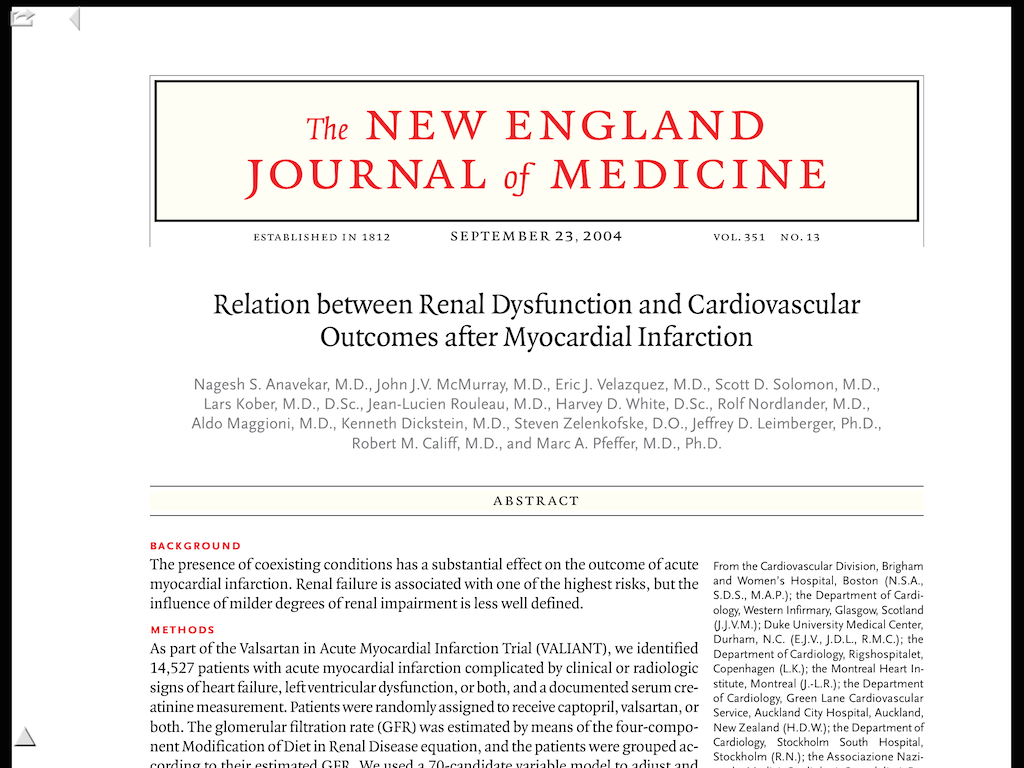 The NEW ENGLAND
JOURNAL of MEDICINE
ESTABLISHED IN 1812 SEPTEMBER 23, 2004 VOL. 351 NO. 13
Relation between Renal Dysfunction and Cardiovascular
Outcomes after Myocardial Infarction
Nagesh S. Anavekar, M.D., John J.V. McMurray, M.D., Eric J. Velazquez, M.D., Scott D. Solomon, M.D.,
Lars Kober, M.D., D.Sc., Jean-Lucien Rouleau, M.D., Harvey D. White, D.Sc., Rolf Nordlander, M.D.,
Aldo Maggioni, M.D., Kenneth Dickstein, M.D., Steven Zelenkofske, D.O., Jeffrey D. Leimberger, Ph.D.,
Robert M. Califf, M.D., and Marc A. Pfeffer, M.D., Ph.D.
ABSTRACT
BACKGROUND
The presence of coexisting conditions has a substantial effect on the outcome of acute
myocardial infarction. Renal failure is associated with one of the highest risks, but the
influence of milder degrees of renal impairment is less well defined.
METHODS
As part of the Valsartan in Acute Myocardial Infarction Trial (VALIANT), we identified
14,527 patients with acute myocardial infarction complicated by clinical or radiologic
signs of heart failure, left ventricular dysfunction, or both, and a documented serum cre-
atinine measurement. Patients were randomly assigned to receive captopril, valsartan, or
both. The glomerular filtration rate (GFR) was estimated by means of the four-compo-
nent Modification of Diet in Renal Disease equation, and the patients were grouped ac-
cording to their estimated GFR. We used a 70-candidate variable model to adjust and
From the Cardiovascular Division, Brigham
and Women's Hospital, Boston (N.S.A.,
S.D.S., M.A.P.); the Department of Cardi-
ology, Western Infirmary, Glasgow, Scotland
(J.J.V.M.); Duke University Medical Center,
Durham, N.C. (E.J.V., J.D.L., R.M.C.); the
Department of Cardiology, Rigshospitalet,
Copenhagen (L.K.); the Montreal Heart In-
stitute, Montreal (J.-L.R.); the Department
of Cardiology, Green Lane Cardiovascular
Service, Auckland City Hospital, Auckland,
New Zealand (H.D.W.); the Department of
Cardiology, Stockholm South Hospital,
Stockholm (R.N.); the Associazione Nazi-